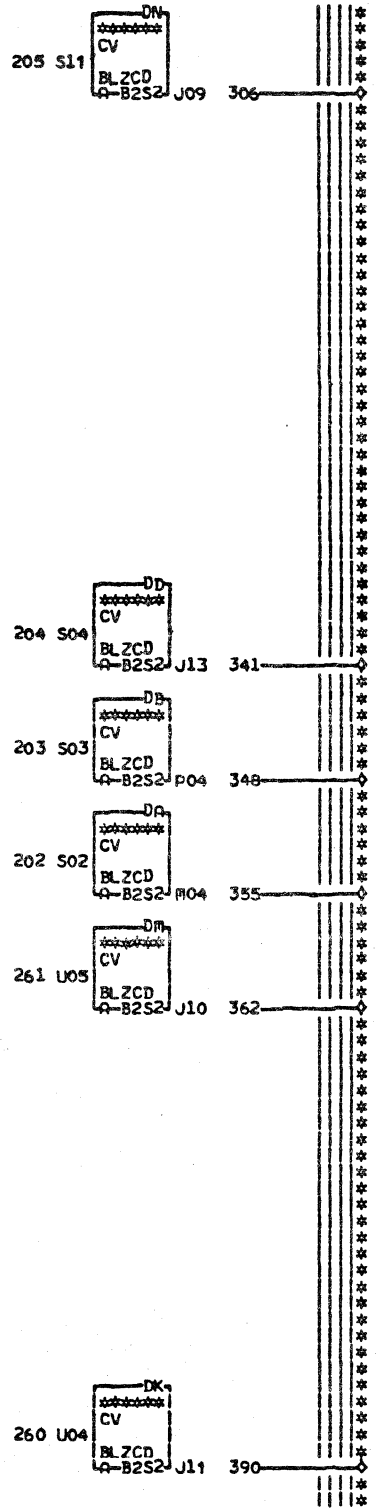 DN
******
CV
205 S11
BLZCD
A-B2S2 J09 306
DD
******
CV
204 S04
BLZCD
A-B2S2 J13 341
DB
******
CV
203 S03
BLZCD
A-B2S2 P04 348
DA
******
CV
202 S02
BLZCD
A-B2S2 M04 355
DM
******
CV
261 U05
BLZCD
A-B2S2 J10 362
DK
******
CV
260 U04
BLZCD
A-B2S2 J11 390